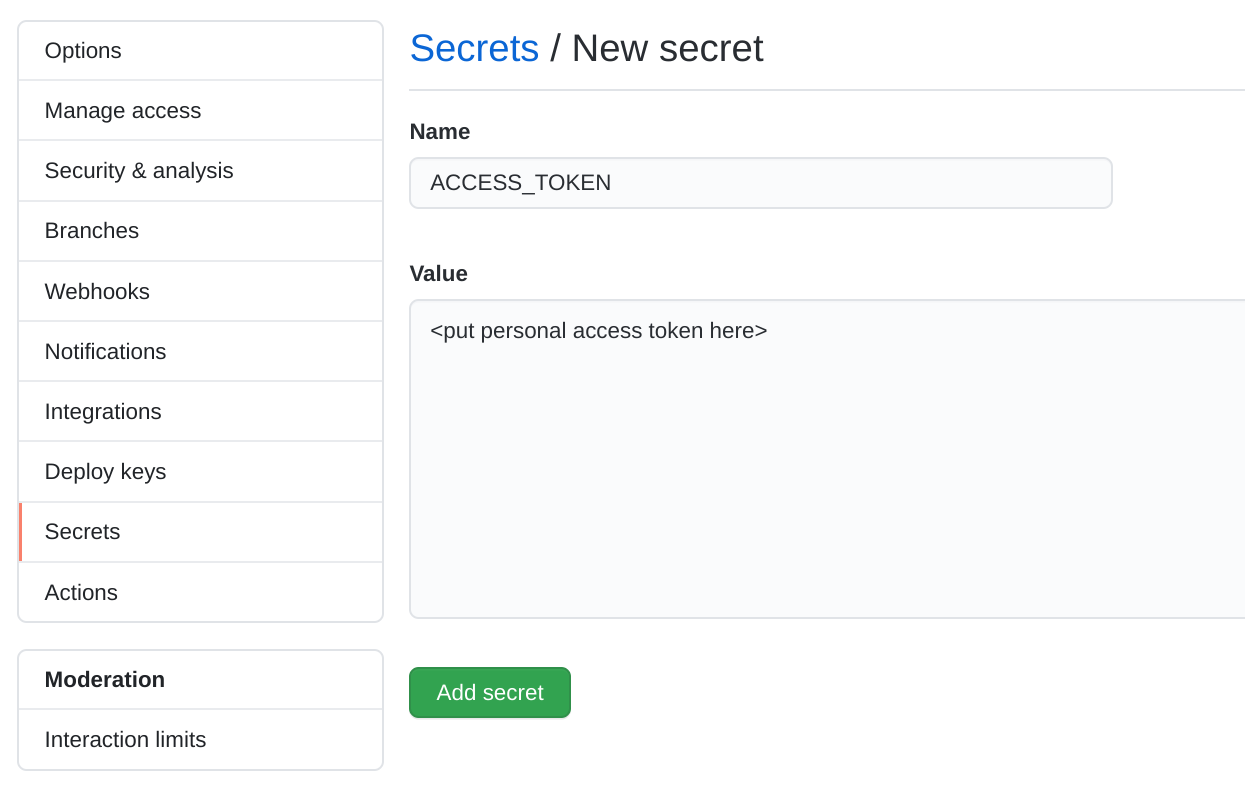 Options
Manage access
Security & analysis
Branches
Webhooks
Notifications
Integrations
Deploy keys
Secrets
Actions
Moderation
Interaction limits
Secrets / New secret
Name
ACCESS_TOKEN
Value
<put personal access token here>
Add secret